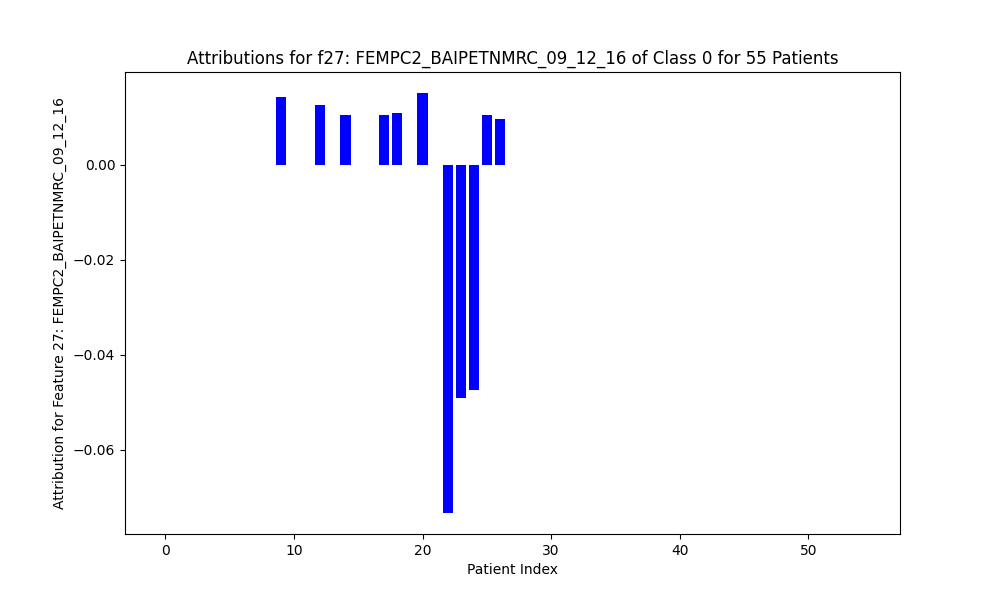 Attributions for f27: FEMPC2_BAIPETNMRC_09_12_16 of Class 0 for 55 Patients
Attribution for Feature 27: FEMPC2_BAIPETNMRC_09_12_16
0.00
−0.02
−0.04
−0.06
0 10 20 30 40 50
Patient Index